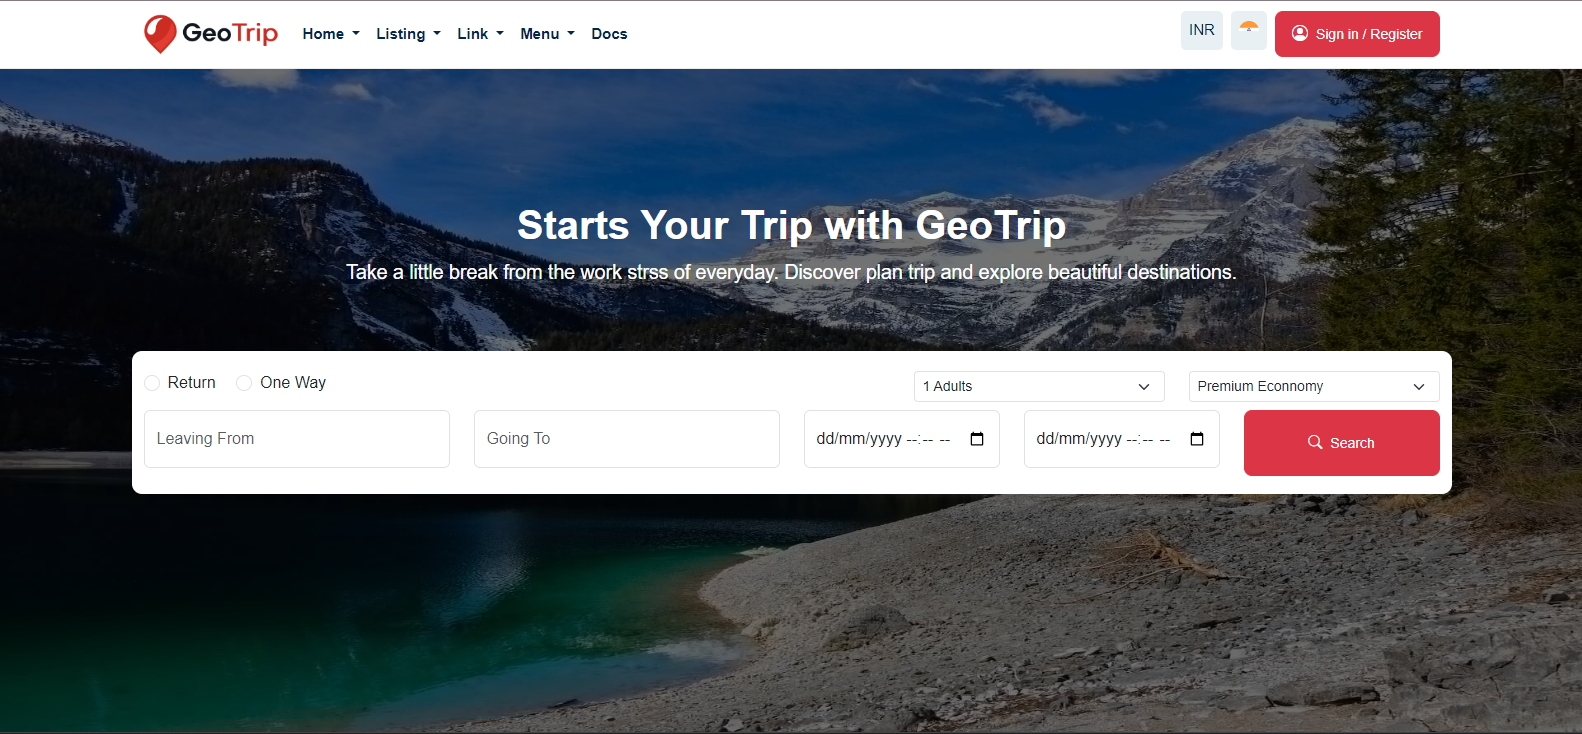 GeoTrip Home Listing Link Menu Docs INR Sign in / Register
Starts Your Trip with GeoTrip
Take a little break from the work strss of everyday. Discover plan trip and explore beautiful destinations.
Return One Way 1 Adults Premium Econnomy
Leaving From Going To dd/mm/yyyy --:-- -- dd/mm/yyyy --:-- -- Search